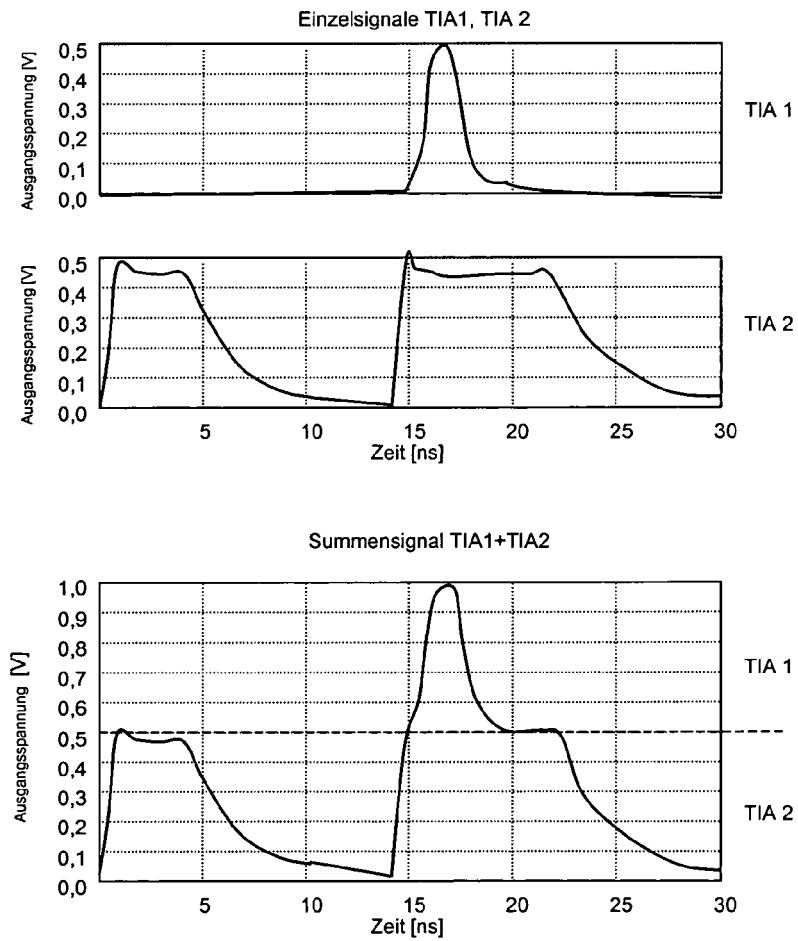 Einzelsignale TIA1, TIA 2
Ausgangsspannung [V]
0,5
0,4
0,3
0,2
0,1
0,0
TIA 1
Ausgangsspannung [V]
0,5
0,4
0,3
0,2
0,1
0,0
TIA 2
5 10 15 20 25 30
Zeit [ns]
Summensignal TIA1+TIA2
Ausgangsspannung [V]
1,0
0,9
0,8
0,7
0,6
0,5
0,4
0,3
0,2
0,1
0,0
TIA 1
TIA 2
5 10 15 20 25 30
Zeit [ns]